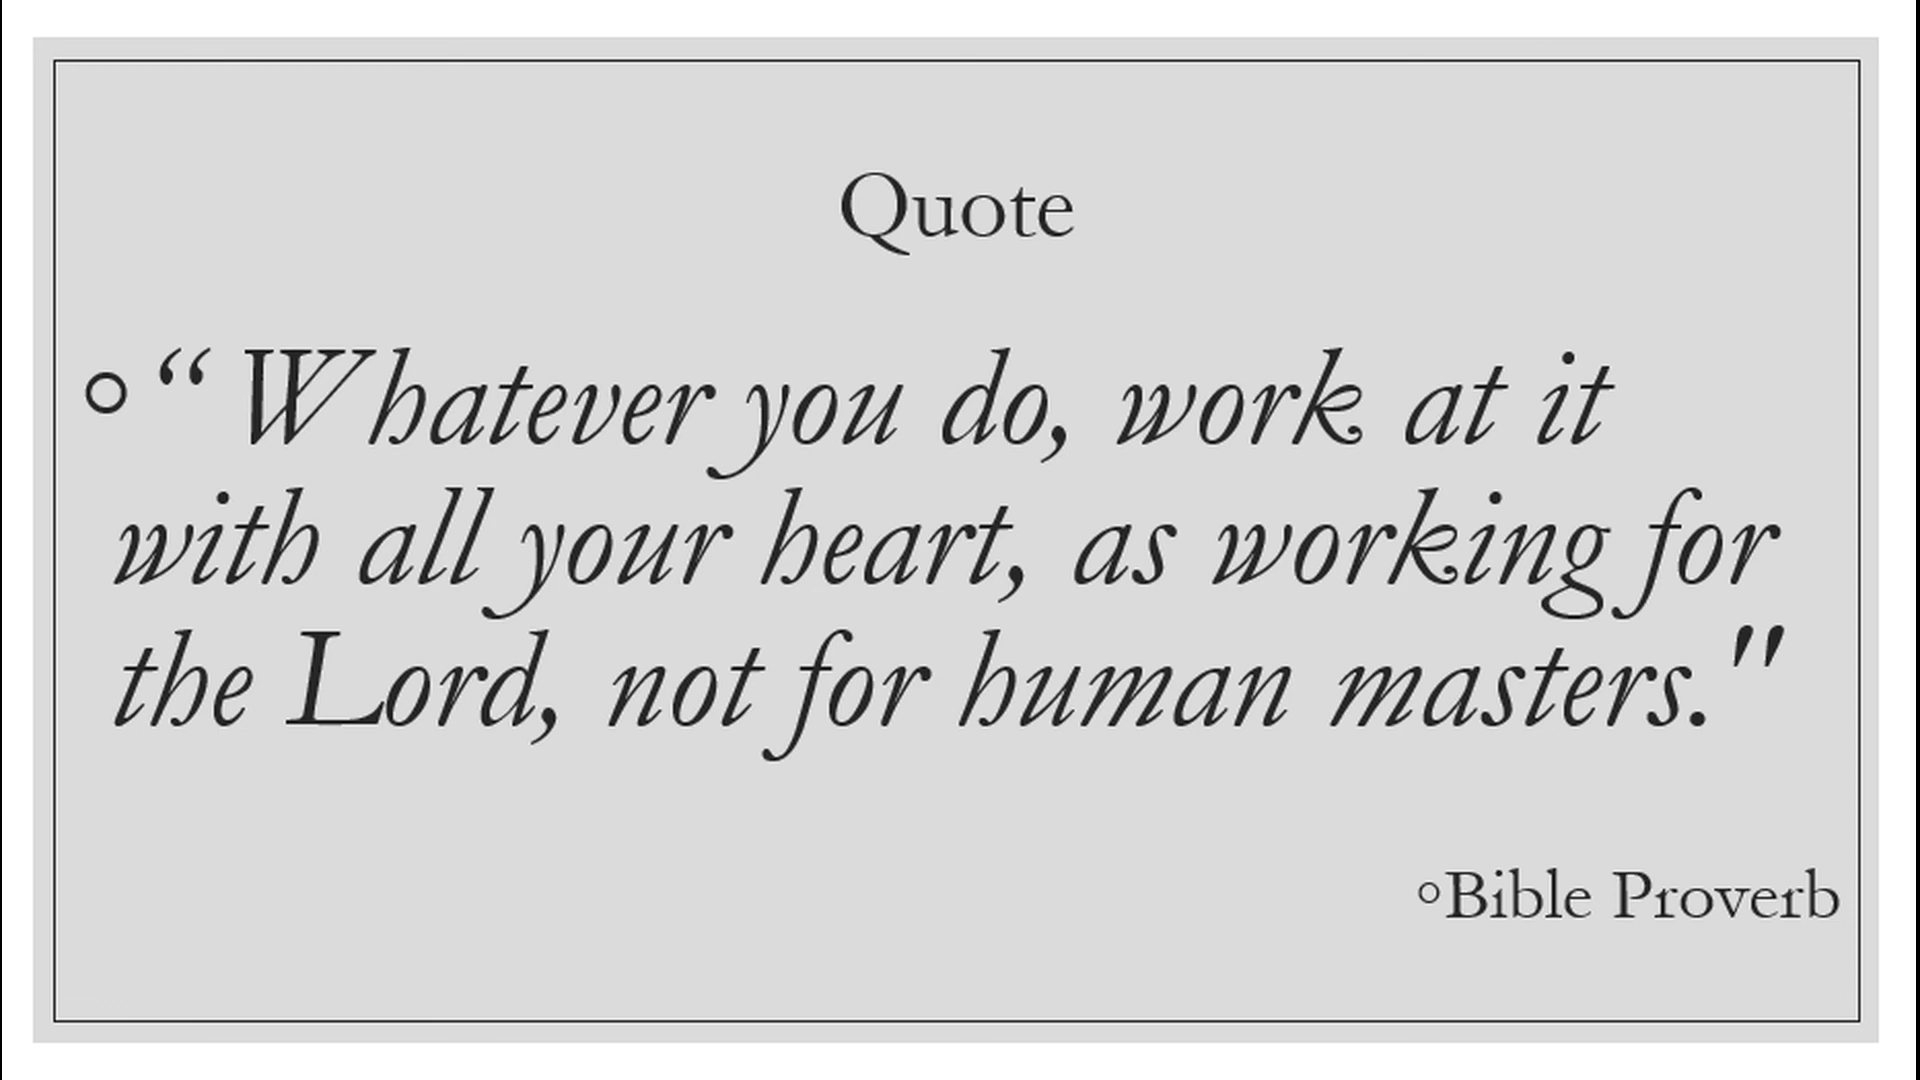 Quote
°“ Whatever you do, work at it
with all your heart, as working for
the Lord, not for human masters."
°Bible Proverb